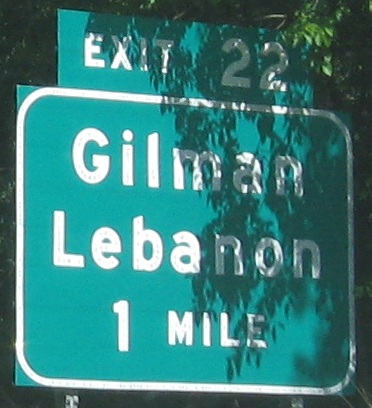 EXIT 22
Gilman
Lebanon
1 MILE